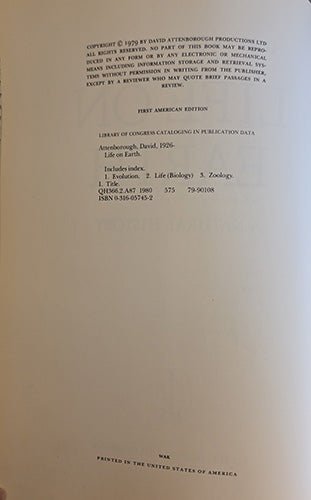 COPYRIGHT © 1979 BY DAVID ATTENBOROUGH PRODUCTIONS LTD
ALL RIGHTS RESERVED. NO PART OF THIS BOOK MAY BE REPRO-
DUCED IN ANY FORM OR BY ANY ELECTRONIC OR MECHANICAL
MEANS INCLUDING INFORMATION STORAGE AND RETRIEVAL SYS-
TEMS WITHOUT PERMISSION IN WRITING FROM THE PUBLISHER,
EXCEPT BY A REVIEWER WHO MAY QUOTE BRIEF PASSAGES IN A
REVIEW.
FIRST AMERICAN EDITION
LIBRARY OF CONGRESS CATALOGING IN PUBLICATION DATA
Attenborough, David, 1926-
Life on Earth.
Includes index.
1. Evolution. 2. Life (Biology) 3. Zoology.
I. Title.
QH366.2.A87 1980 575 79-90108
ISBN 0-316-05745-2
WAK
PRINTED IN THE UNITED STATES OF AMERICA